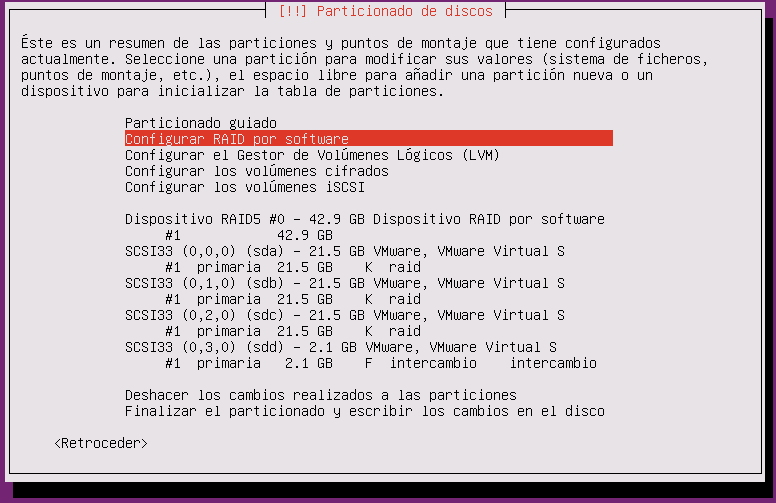 [!!] Particionado de discos
Éste es un resumen de las particiones y puntos de montaje que tiene configurados
actualmente. Seleccione una partición para modificar sus valores (sistema de ficheros,
puntos de montaje, etc.), el espacio libre para añadir una partición nueva o un
dispositivo para inicializar la tabla de particiones.
Particionado guiado
Configurar RAID por software
Configurar el Gestor de Volúmenes Lógicos (LVM)
Configurar los volúmenes cifrados
Configurar los volúmenes iSCSI
Dispositivo RAID5 #0 – 42.9 GB Dispositivo RAID por software
#1 42.9 GB
SCSI33 (0,0,0) (sda) – 21.5 GB VMware, VMware Virtual S
#1 primaria 21.5 GB K raid
SCSI33 (0,1,0) (sdb) – 21.5 GB VMware, VMware Virtual S
#1 primaria 21.5 GB K raid
SCSI33 (0,2,0) (sdc) – 21.5 GB VMware, VMware Virtual S
#1 primaria 21.5 GB K raid
SCSI33 (0,3,0) (sdd) – 2.1 GB VMware, VMware Virtual S
#1 primaria 2.1 GB F intercambio intercambio
Deshacer los cambios realizados a las particiones
Finalizar el particionado y escribir los cambios en el disco
<Retroceder>